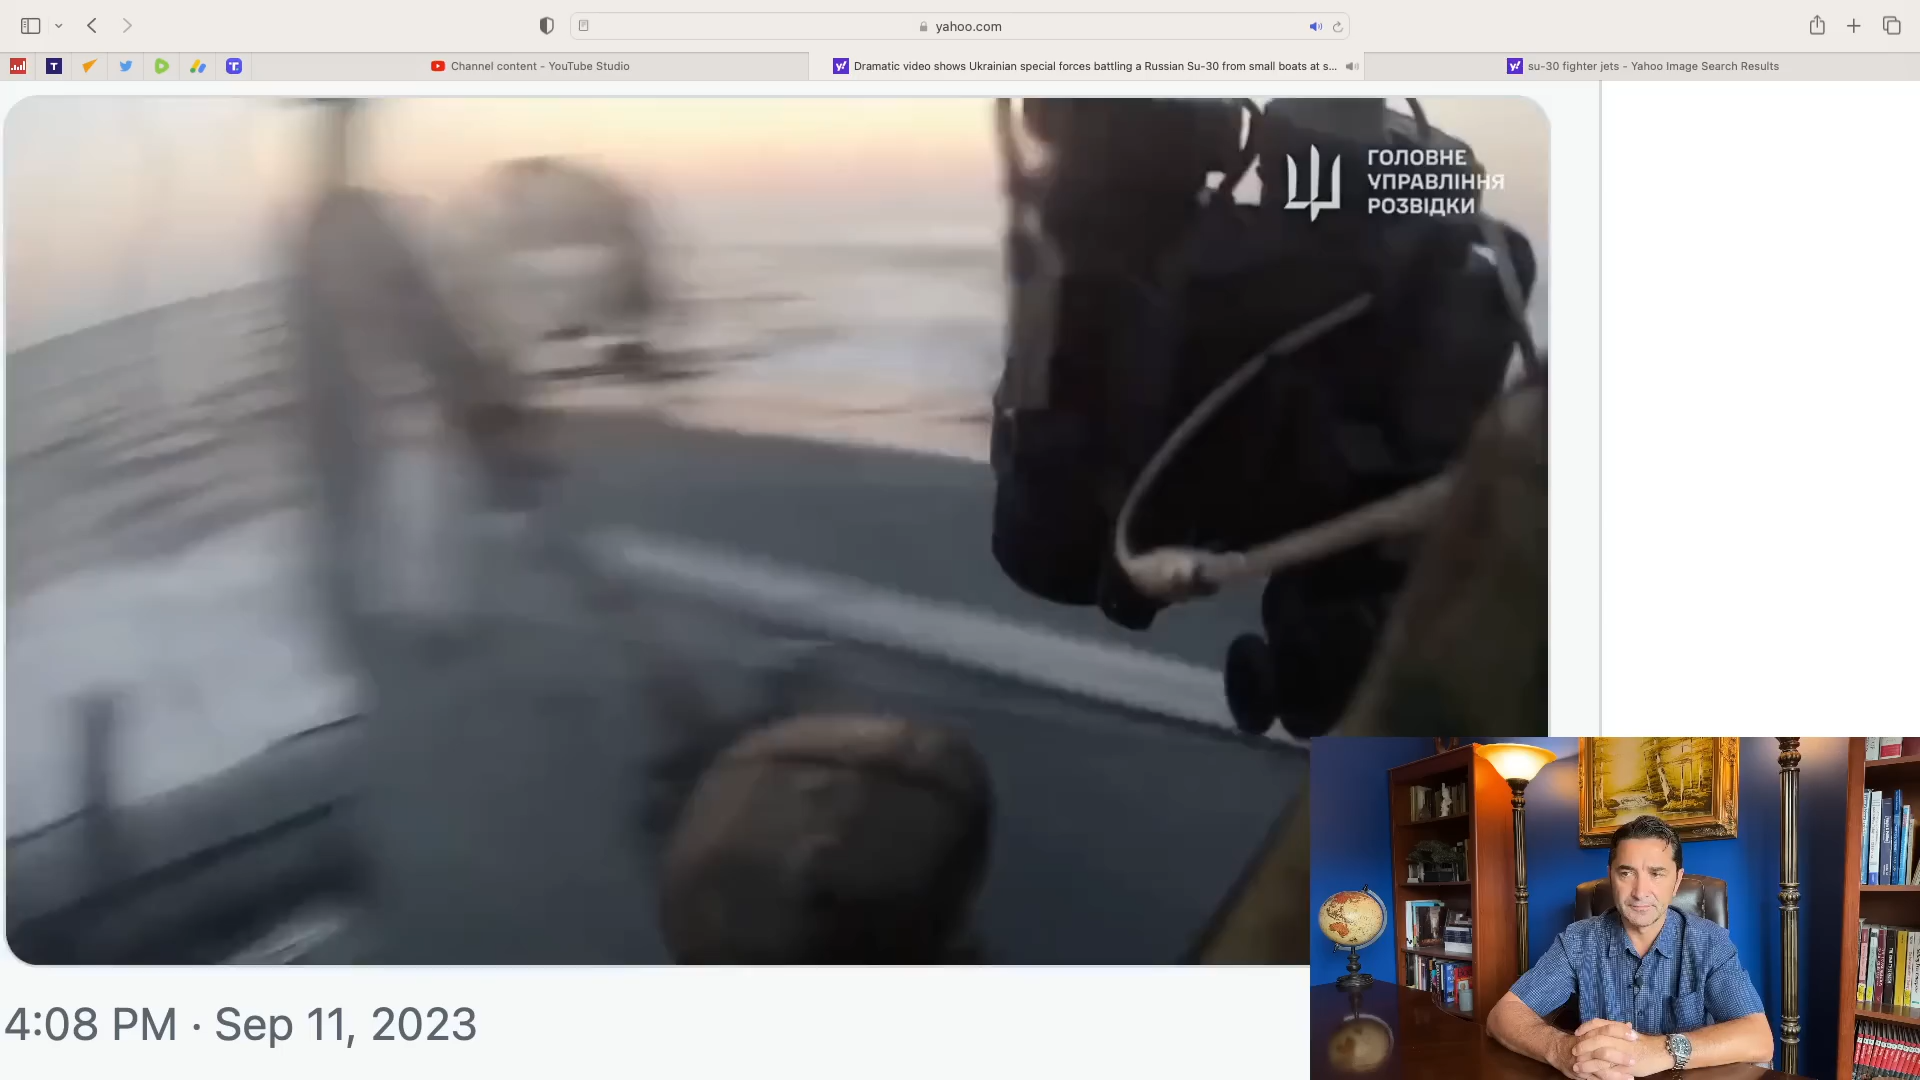 yahoo.com
Channel content - YouTube Studio
Dramatic video shows Ukrainian special forces battling a Russian Su-30 from small boats at s...
su-30 fighter jets - Yahoo Image Search Results
ГОЛОВНЕ
УПРАВЛІННЯ
РОЗВІДКИ
4:08 PM · Sep 11, 2023